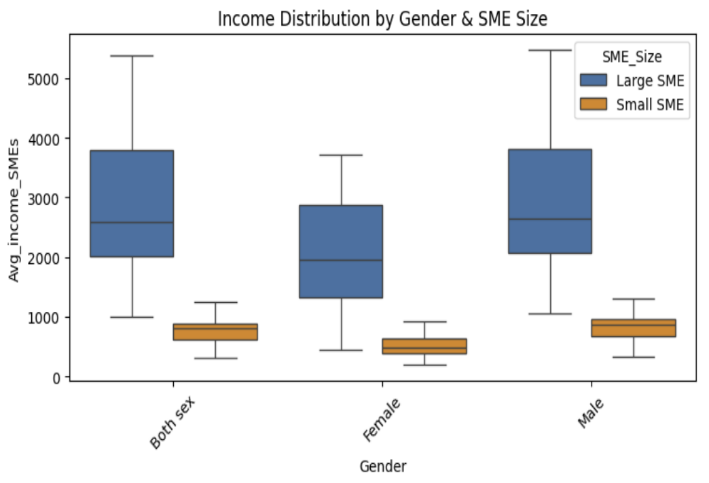 Income Distribution by Gender & SME Size
SME_Size
Large SME
Small SME
Avg_income_SMEs
5000
4000
3000
2000
1000
0
Both sex
Female
Male
Gender